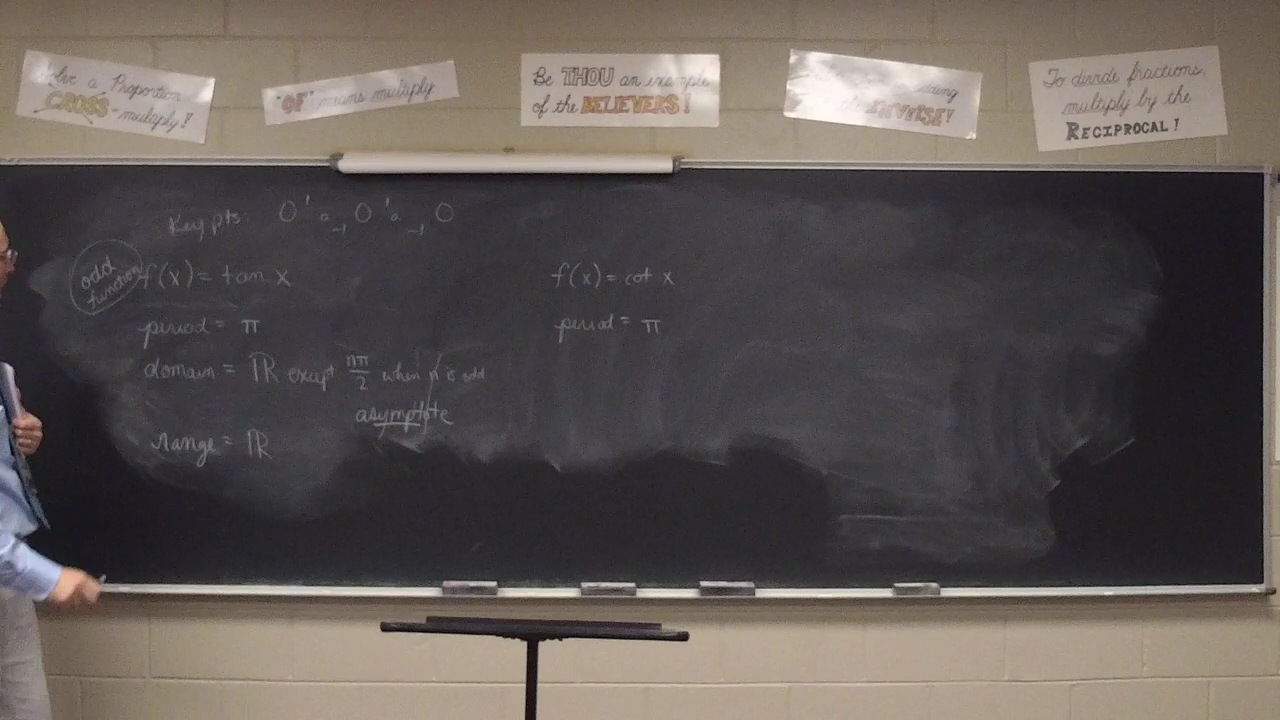 Solve a Proportion
"CROSS" multiply!
"OF" means multiply
Be THOU an example
of the BELIEVERS!
To divide fractions,
multiply by the
RECIPROCAL!
Key pts: 0 1 a -1 0 1 a -1 0
odd
function
f(x) = tan x
period = π
domain = ℝ except nπ/2 when n is odd
asymptote
range = ℝ
f(x) = cot x
period = π